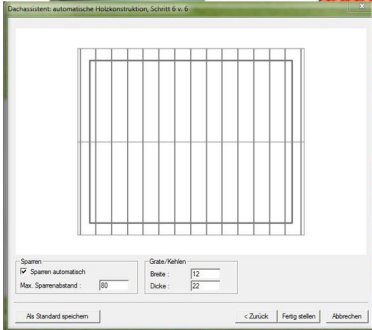 Dachassistent: automatische Holzkonstruktion, Schritt 6 v. 6
Sparren
Sparren automatisch
Max. Sparrenabstand : 80
Grate/Kehlen
Breite : 12
Dicke : 22
Als Standard speichern
< Zurück
Fertig stellen
Abbrechen